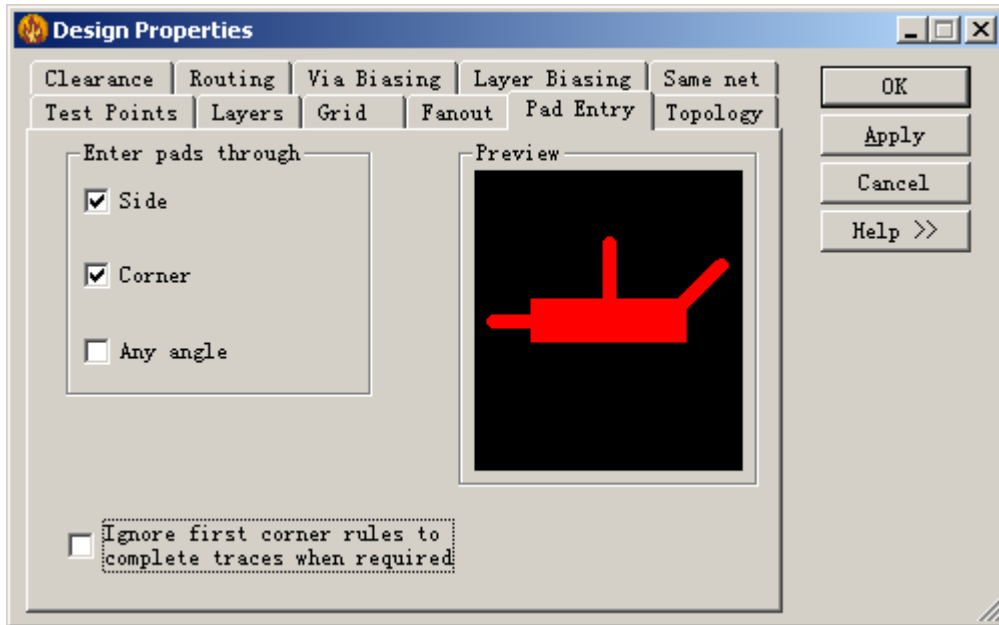 Design Properties
Clearance Routing Via Biasing Layer Biasing Same net
Test Points Layers Grid Fanout Pad Entry Topology
Enter pads through
Side
Corner
Any angle
Preview
Ignore first corner rules to
complete traces when required
OK
Apply
Cancel
Help >>